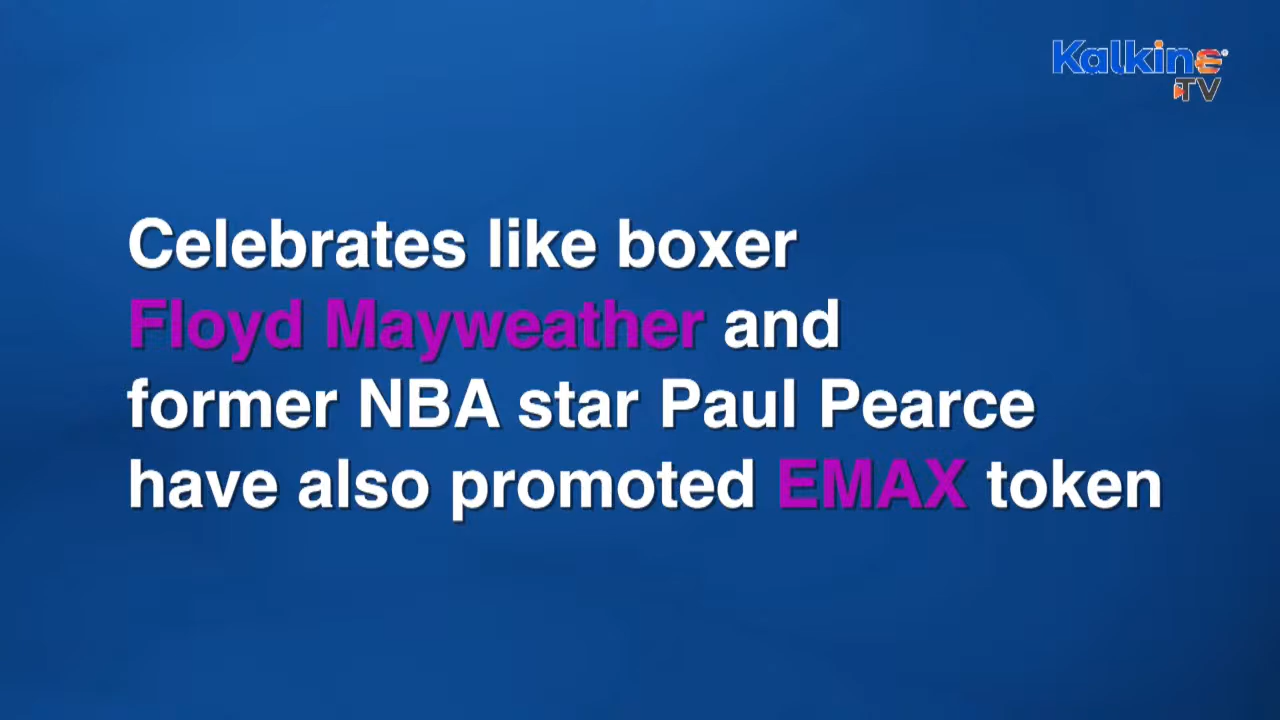 Kalkine
TV
Celebrates like boxer
Floyd Mayweather and
former NBA star Paul Pearce
have also promoted EMAX token